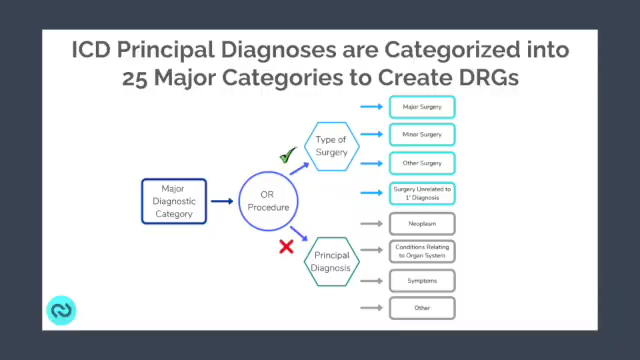 ICD Principal Diagnoses are Categorized into
25 Major Categories to Create DRGs
Major
Diagnostic
Category
OR
Procedure
Type of
Surgery
Major Surgery
Minor Surgery
Other Surgery
Surgery Unrelated to
1° Diagnosis
Principal
Diagnosis
Neoplasm
Conditions Relating
to Organ System
Symptoms
Other